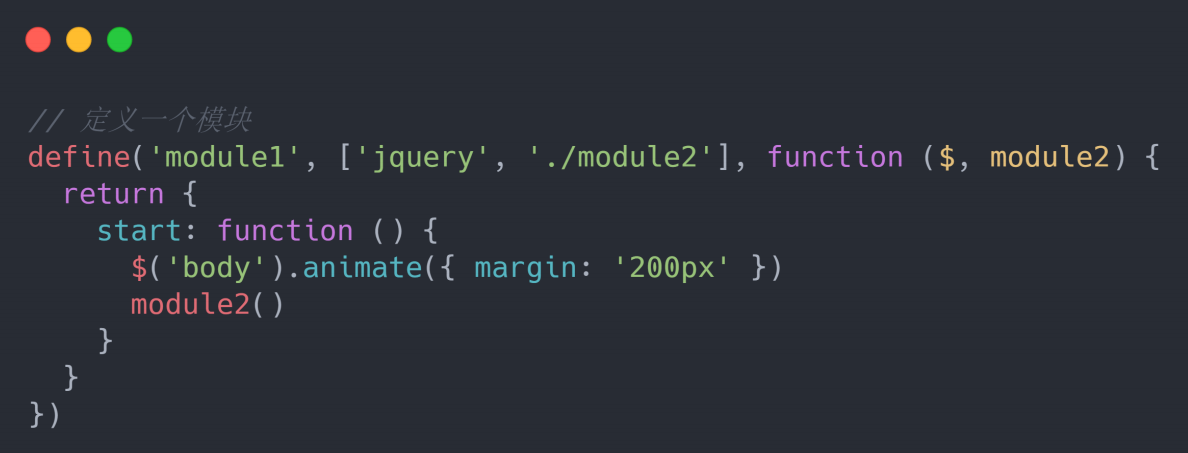 // 定义一个模块
define('module1', ['jquery', './module2'], function ($, module2) {
  return {
    start: function () {
      $('body').animate({ margin: '200px' })
      module2()
    }
  }
})